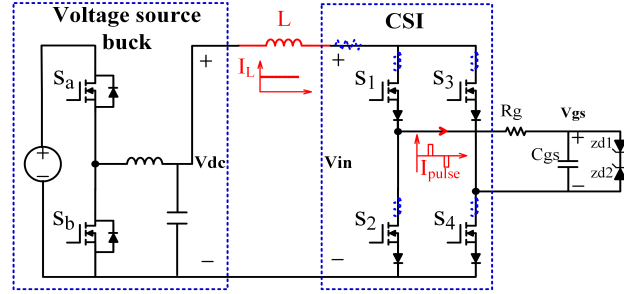 Voltage source
buck
L
CSI
Sa
+
IL
+
S1
S3
Rg
Vgs
+
+
−
Vdc
Vin
Ipulse
Cgs
zd1
zd2
−
Sb
S2
S4
−
−